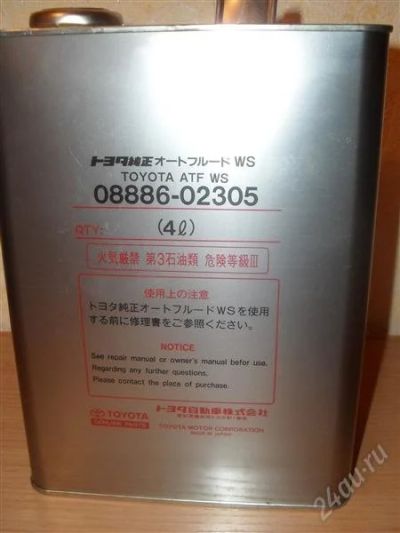 トヨタ純正オートフルード WS
TOYOTA ATF WS
08886-02305
QTY: (4ℓ)
火気厳禁 第3石油類 危険等級Ⅲ
使用上の注意
トヨタ純正オートフルードWSを使用
する前に修理書をご参照ください。
NOTICE
See repair manual or owner's manual befor use.
Regarding any further questions.
Please contact the place of purchase.
TOYOTA
GENUINE PARTS
トヨタ自動車株式会社
TOYOTA MOTOR CORPORATION
MADE IN JAPAN
24au.ru